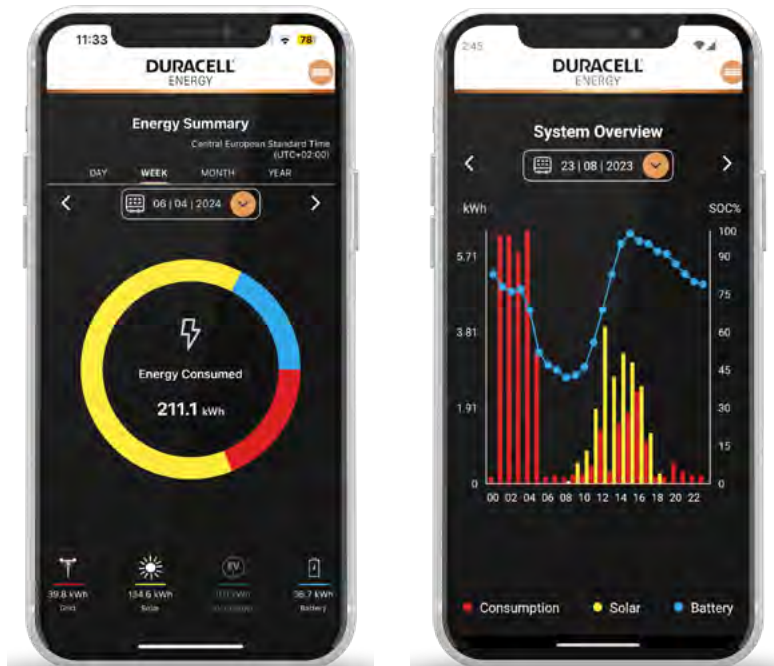 11:33
78
DURACELL
ENERGY
Energy Summary
Central European Standard Time
(UTC+02:00)
DAY WEEK MONTH YEAR
06 | 04 | 2024
Energy Consumed
211.1 kWh
39.8 kWh
Grid
134.6 kWh
Solar
EV
36.7 kWh
Battery
2:45
DURACELL
ENERGY
System Overview
23 | 08 | 2023
kWh SOC%
100
5.71 90
75
3.81 60
45
1.91 30
15
0 0
00 02 04 06 08 10 12 14 16 18 20 22
Consumption Solar Battery